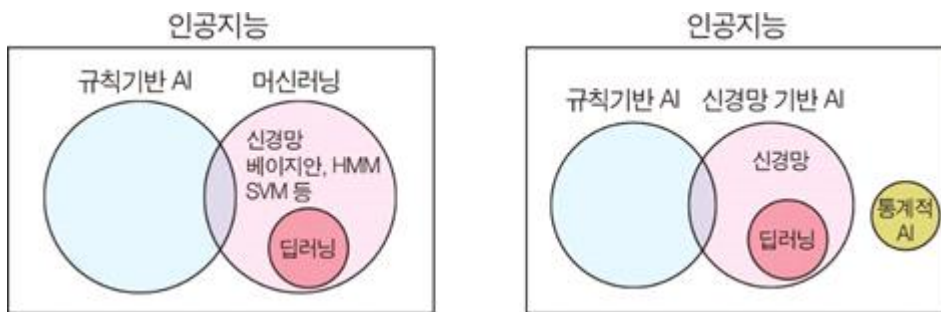 인공지능
규칙기반 AI 머신러닝
신경망
베이지안, HMM
SVM 등
딥러닝
인공지능
규칙기반 AI 신경망 기반 AI
신경망
딥러닝
통계적
AI